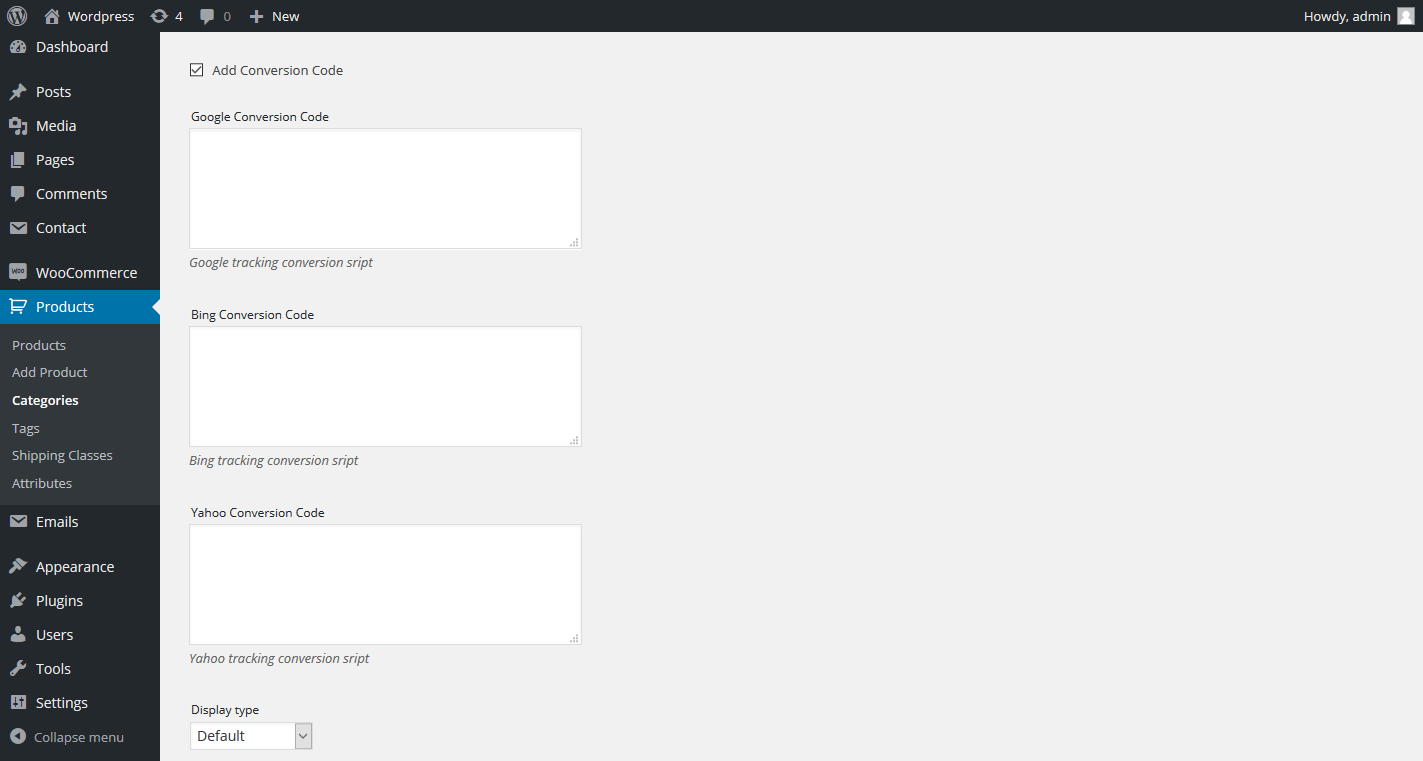 Wordpress 4 0 New Howdy, admin
Dashboard
Posts
Media
Pages
Comments
Contact
WOO WooCommerce
Products
Products
Add Product
Categories
Tags
Shipping Classes
Attributes
Emails
Appearance
Plugins
Users
Tools
Settings
Collapse menu
Add Conversion Code
Google Conversion Code
Google tracking conversion sript
Bing Conversion Code
Bing tracking conversion sript
Yahoo Conversion Code
Yahoo tracking conversion sript
Display type
Default